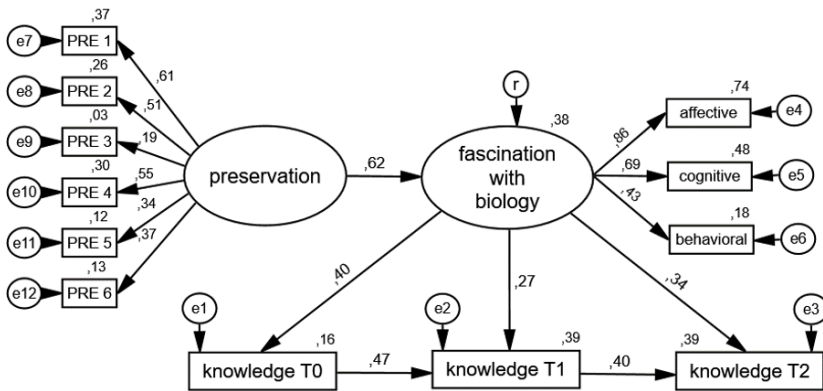 ,37
e7
PRE 1
,61
,26
e8
PRE 2
,51
,03
e9
PRE 3
,19
,30
e10
PRE 4
,55
,12
e11
PRE 5
,34
,13
e12
PRE 6
,37
preservation
,62
r
,38
fascination
with
biology
,86
,74
affective
e4
,69
,48
cognitive
e5
,43
,18
behavioral
e6
,40
,27
,34
e1
,16
knowledge T0
,47
e2
,39
knowledge T1
,40
e3
,39
knowledge T2